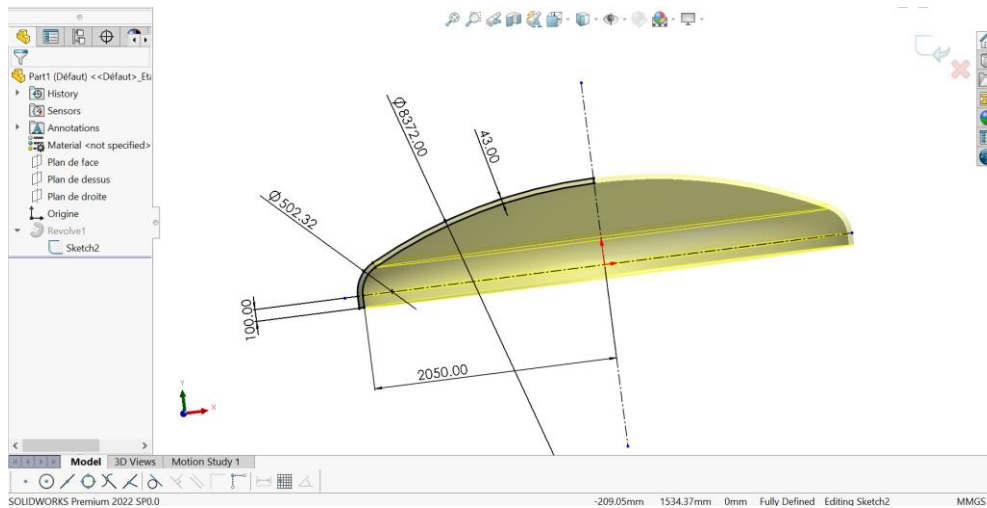 Part1 (Défaut) <<Défaut>_Eta
History
Sensors
Annotations
Material <not specified>
Plan de face
Plan de dessus
Plan de droite
Origine
Revolve1
Sketch2
Ø8372.00
43.00
Ø502.32
100.00
2050.00
Y
X
Model 3D Views Motion Study 1
SOLIDWORKS Premium 2022 SP0.0 -209.05mm 1534.37mm 0mm Fully Defined Editing Sketch2 MMGS